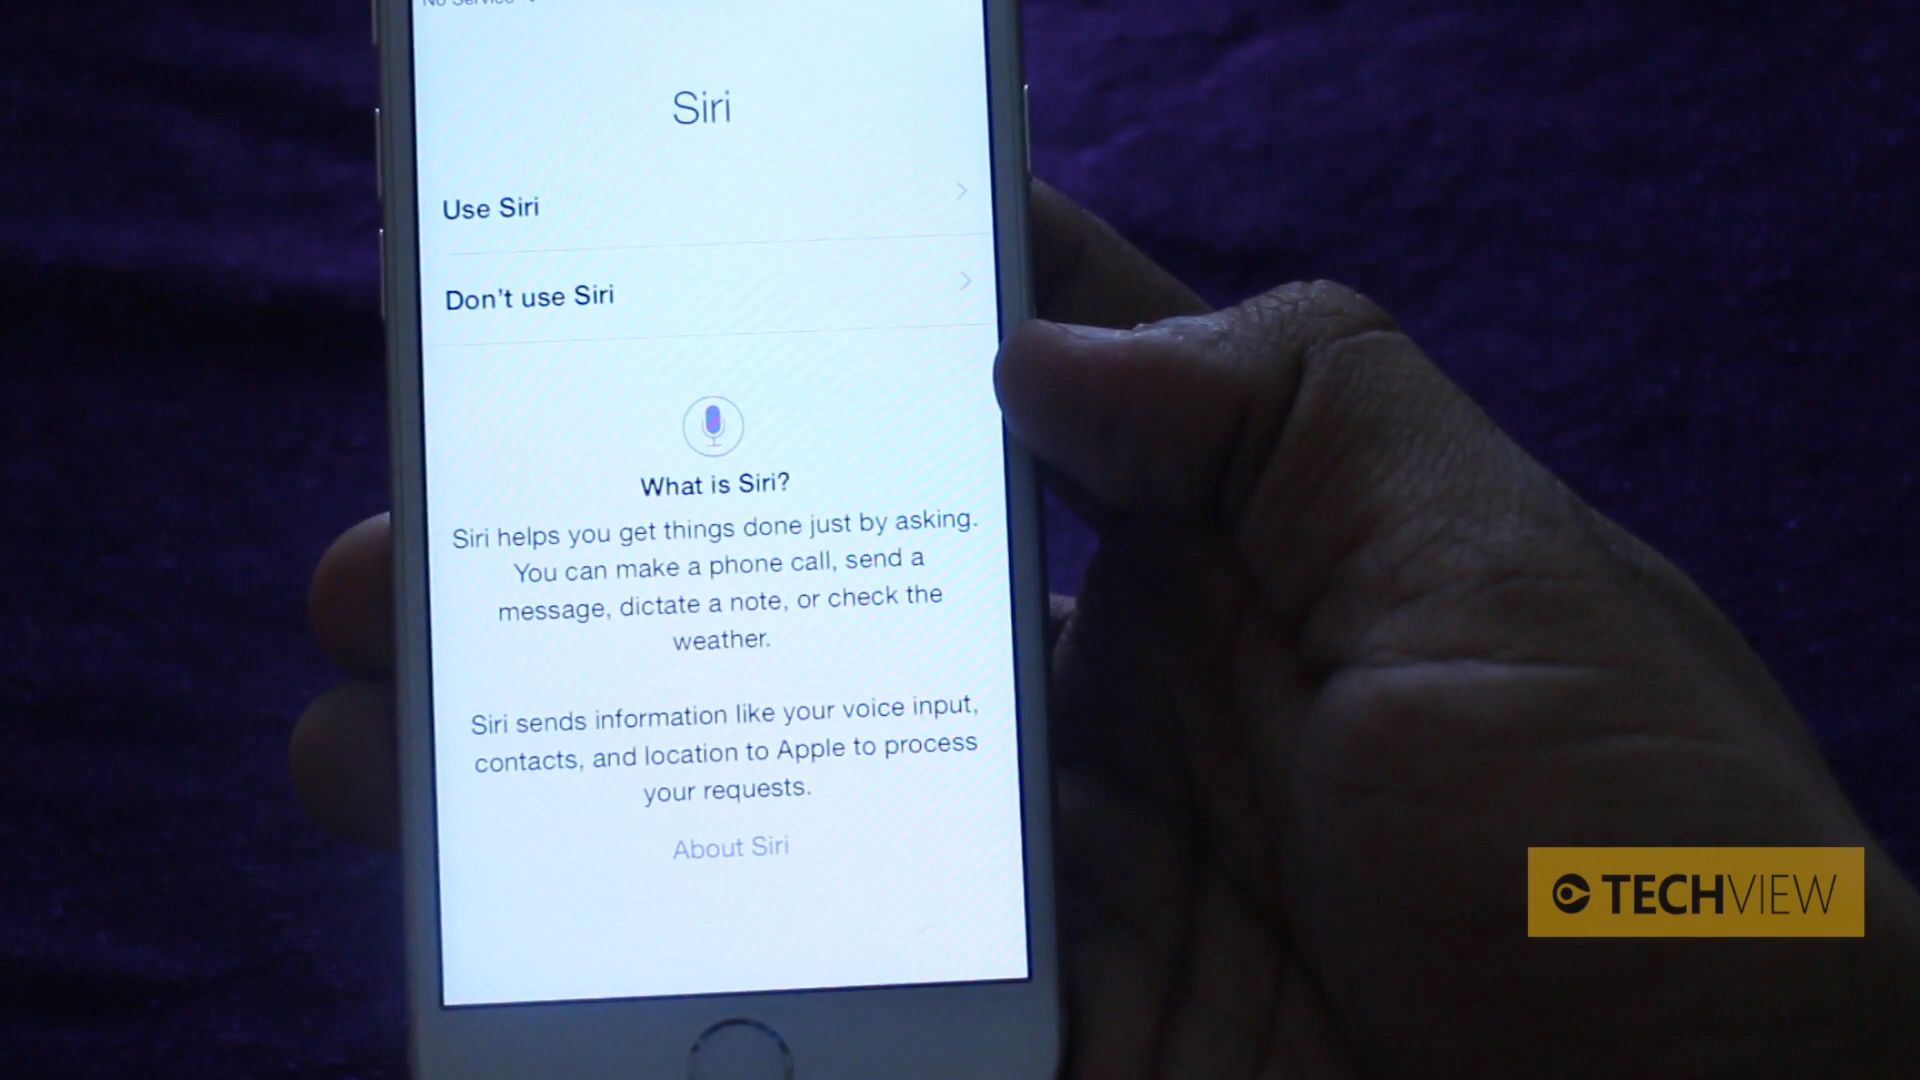 No Service
Siri
Use Siri
Don't use Siri
What is Siri?
Siri helps you get things done just by asking.
You can make a phone call, send a
message, dictate a note, or check the
weather.
Siri sends information like your voice input,
contacts, and location to Apple to process
your requests.
About Siri
TECHVIEW